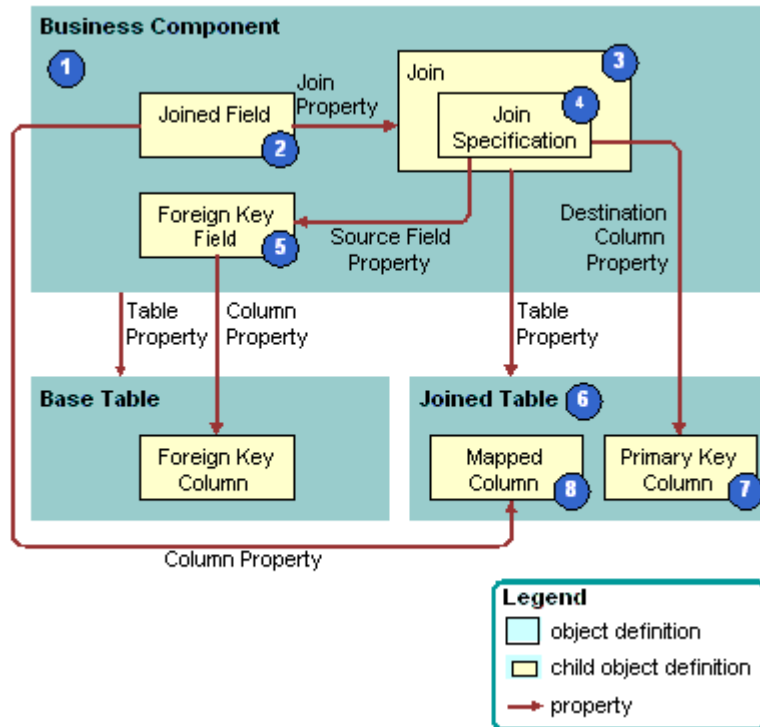 Business Component
1
Join
Property
Join
3
Joined Field
2
Join
Specification
4
Foreign Key
Field
5
Source Field
Property
Destination
Column
Property
Table
Property
Column
Property
Table
Property
Base Table
Joined Table
6
Foreign Key
Column
Mapped
Column
8
Primary Key
Column
7
Column Property
Legend
object definition
child object definition
property